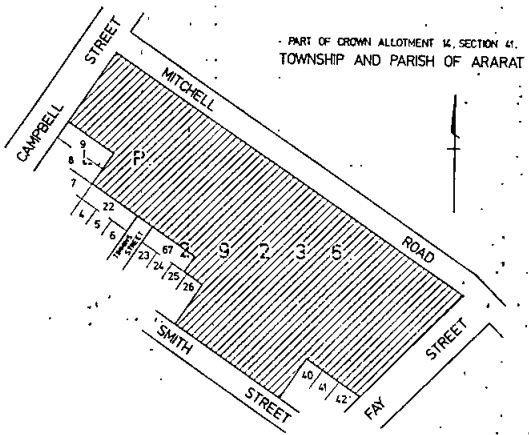 - PART OF CROWN ALLOTMENT 14, SECTION 41.
TOWNSHIP AND PARISH OF ARARAT
STREET
CAMPBELL
MITCHELL
ROAD
9
8
7
P.
22
4
5
6
STREET
23
24
25
26
67
2 9 2 3 6
SMITH
STREET
40
41
42
FAY
STREET